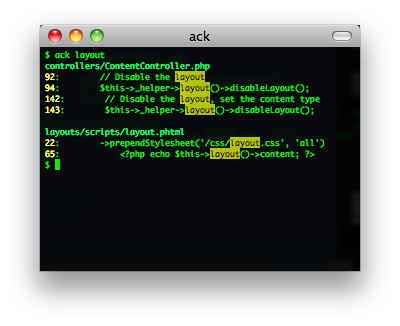 ack
$ ack layout
controllers/ContentController.php
92:        // Disable the layout
94:        $this->_helper->layout()->disableLayout();
142:        // Disable the layout, set the content type
143:        $this->_helper->layout()->disableLayout();
layouts/scripts/layout.phtml
22:        ->prependStylesheet('/css/layout.css', 'all')
65:            <?php echo $this->layout()->content; ?>
$